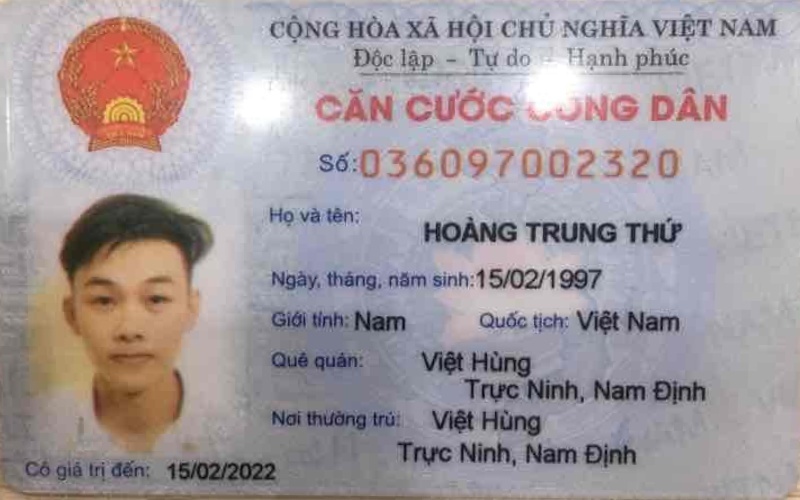 CỘNG HÒA XÃ HỘI CHỦ NGHĨA VIỆT NAM
Độc lập - Tự do - Hạnh phúc
CĂN CƯỚC CÔNG DÂN
Số: 036097002320
Họ và tên: HOÀNG TRUNG THỨ
Ngày, tháng, năm sinh: 15/02/1997
Giới tính: Nam Quốc tịch: Việt Nam
Quê quán: Việt Hùng
Trực Ninh, Nam Định
Nơi thường trú: Việt Hùng
Trực Ninh, Nam Định
Có giá trị đến: 15/02/2022